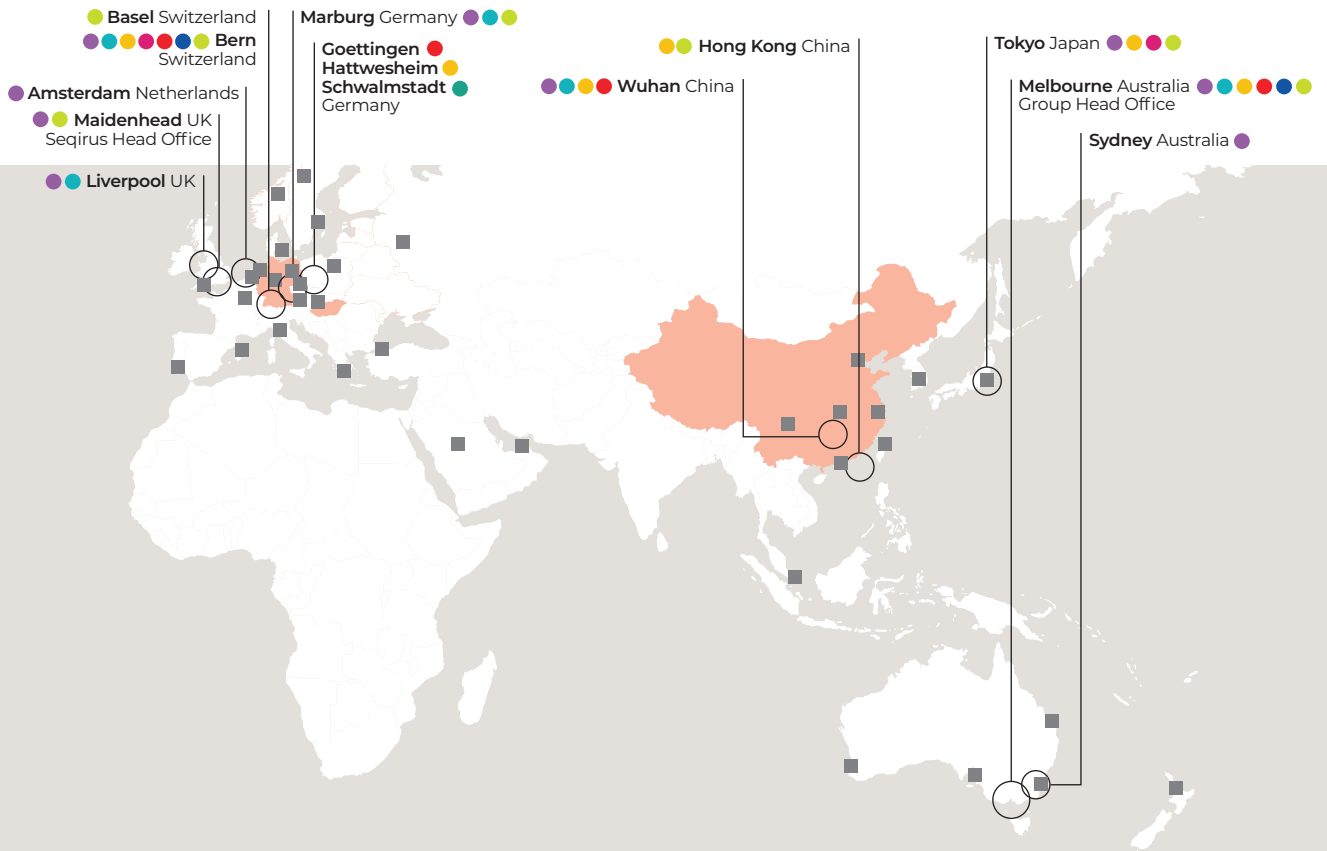 Basel Switzerland
Bern
Switzerland
Amsterdam Netherlands
Maidenhead UK
Seqirus Head Office
Liverpool UK
Marburg Germany
Goettingen
Hattwesheim
Schwalmstadt
Germany
Hong Kong China
Wuhan China
Tokyo Japan
Melbourne Australia
Group Head Office
Sydney Australia